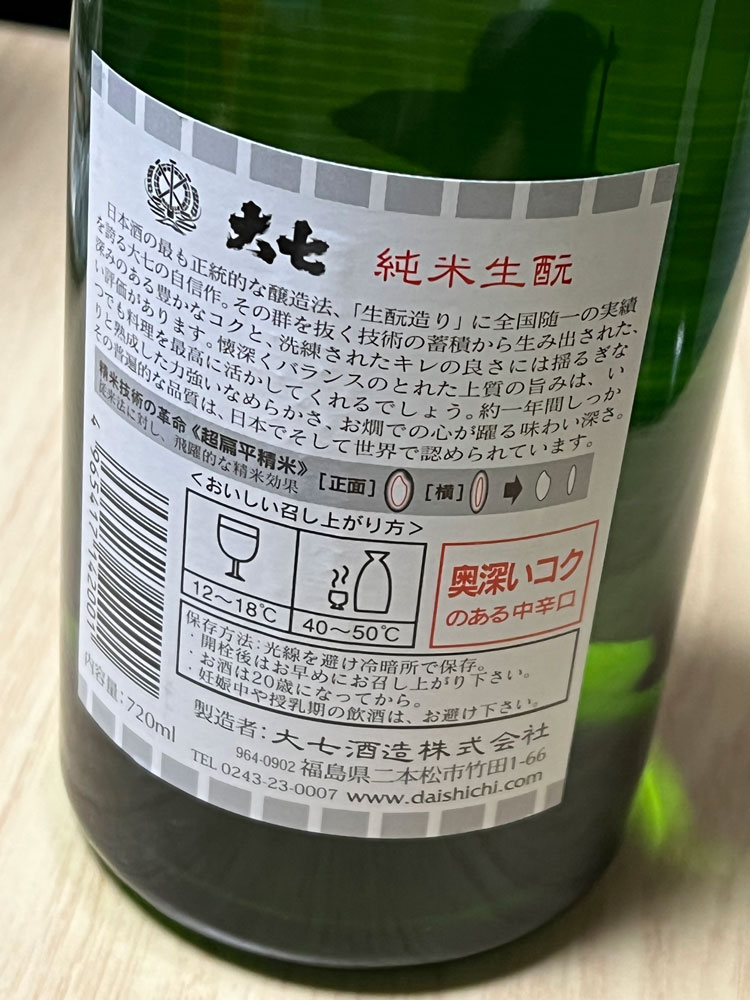 大七 純米生酛
日本酒の最も正統的な醸造法、「生酛造り」に全国随一の実績
を誇る大七の自信作。その群を抜く技術の蓄積から生み出された、
深みのある豊かなコクと、洗練されたキレの良さには揺るぎな
い評価があります。懐深くバランスのとれた上質の旨みは、い
つでも料理を最高に活かしてくれるでしょう。約一年間しっか
りと熟成した力強いなめらかさ、お燗での心が躍る味わい深さ。
その普遍的な品質は、日本でそして世界で認められています。
精米技術の革命《超扁平精米》
従来法に対し、飛躍的な精米効果
[正面] [横]
<おいしい召し上がり方>
12～18℃
40～50℃
奥深いコク
のある中辛口
保存方法:光線を避け冷暗所で保存。
・開栓後はお早めにお召し上がり下さい。
・お酒は20歳になってから。
・妊娠中や授乳期の飲酒は、お避け下さい。
4 965417 142001
内容量:720ml
製造者:大七酒造株式会社
964-0902 福島県二本松市竹田1-66
TEL 0243-23-0007 www.daishichi.com